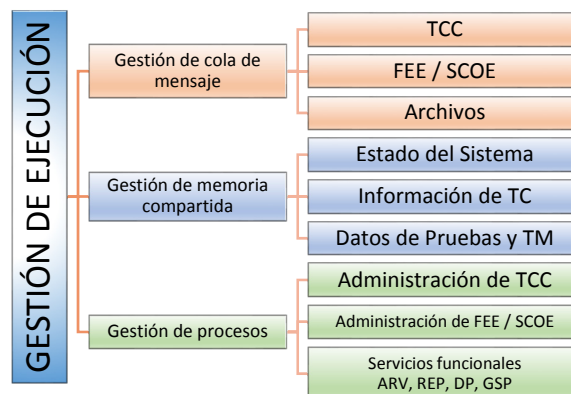 GESTIÓN DE EJECUCIÓN
Gestión de cola de
mensaje
TCC
FEE / SCOE
Archivos
Gestión de memoria
compartida
Estado del Sistema
Información de TC
Datos de Pruebas y TM
Gestión de procesos
Administración de TCC
Administración de FEE / SCOE
Servicios funcionales
ARV, REP, DP, GSP